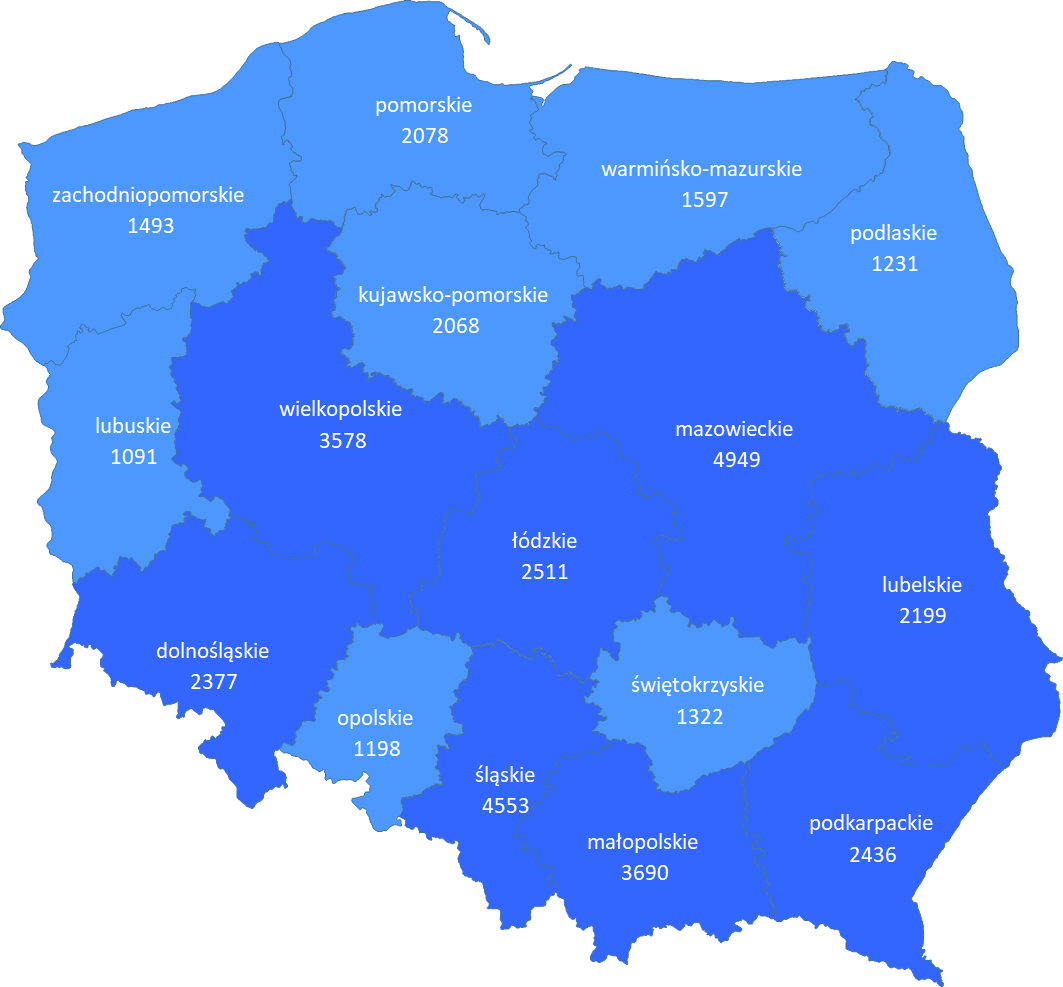 pomorskie
2078
warmińsko-mazurskie
1597
zachodniopomorskie
1493
podlaskie
1231
kujawsko-pomorskie
2068
wielkopolskie
3578
lubuskie
1091
mazowieckie
4949
łódzkie
2511
lubelskie
2199
dolnośląskie
2377
świętokrzyskie
1322
opolskie
1198
śląskie
4553
małopolskie
3690
podkarpackie
2436